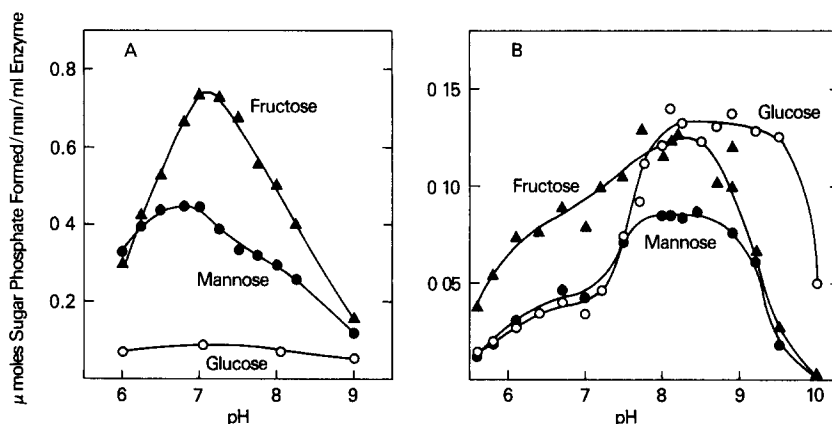 μ moles Sugar Phosphate Formed/min/ml Enzyme
A
0.8
0.6
0.4
0.2
Fructose
Mannose
Glucose
6 7 8 9
pH
B
0 15
0 10
0 05
Glucose
Fructose
Mannose
6 7 8 9 10
pH